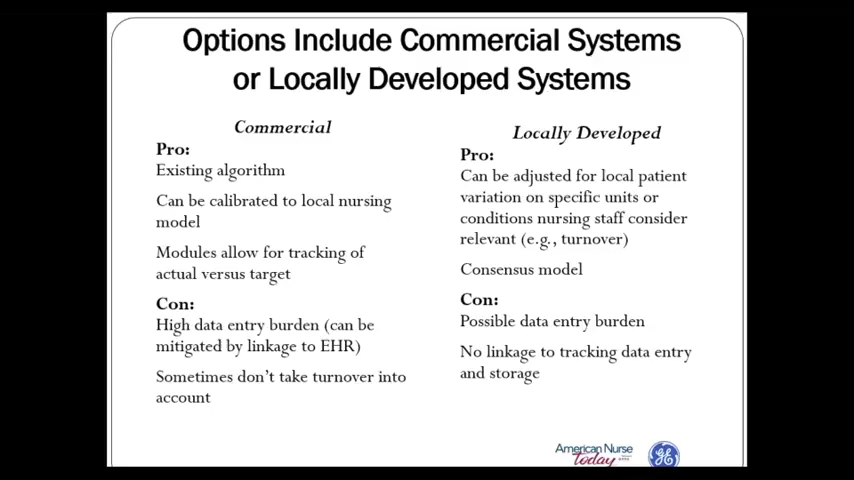 Options Include Commercial Systems
or Locally Developed Systems
Commercial
Pro:
Existing algorithm
Can be calibrated to local nursing
model
Modules allow for tracking of
actual versus target
Con:
High data entry burden (can be
mitigated by linkage to EHR)
Sometimes don't take turnover into
account
Locally Developed
Pro:
Can be adjusted for local patient
variation on specific units or
conditions nursing staff consider
relevant (e.g., turnover)
Consensus model
Con:
Possible data entry burden
No linkage to tracking data entry
and storage
American Nurse
Today
GE